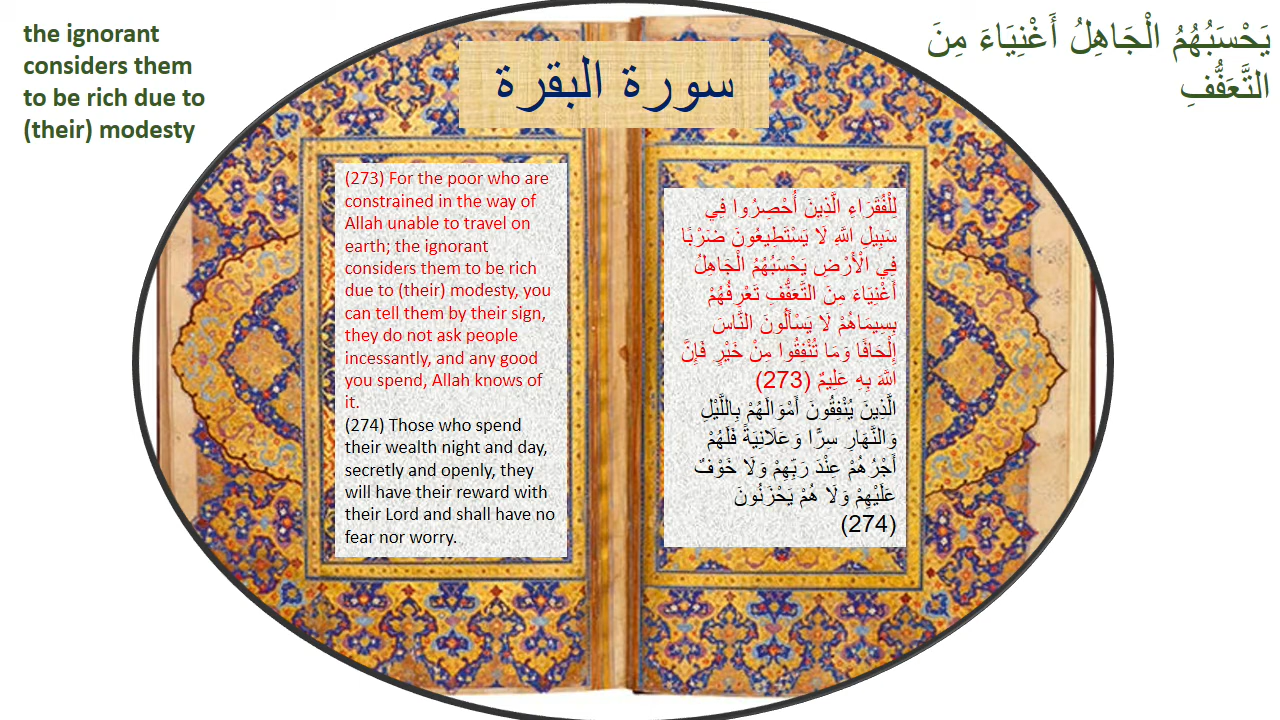 the ignorant
considers them
to be rich due to
(their) modesty
يَحْسَبُهُمُ الْجَاهِلُ أَغْنِيَاءَ مِنَ
التَّعَفُّفِ
سورة البقرة
(273) For the poor who are
constrained in the way of
Allah unable to travel on
earth; the ignorant
considers them to be rich
due to (their) modesty, you
can tell them by their sign,
they do not ask people
incessantly, and any good
you spend, Allah knows of
it.
(274) Those who spend
their wealth night and day,
secretly and openly, they
will have their reward with
their Lord and shall have no
fear nor worry.
لِلْفُقَرَاءِ الَّذِينَ أُحْصِرُوا فِي
سَبِيلِ اللَّهِ لَا يَسْتَطِيعُونَ ضَرْبًا
فِي الْأَرْضِ يَحْسَبُهُمُ الْجَاهِلُ
أَغْنِيَاءَ مِنَ التَّعَفُّفِ تَعْرِفُهُمْ
بِسِيمَاهُمْ لَا يَسْأَلُونَ النَّاسَ
إِلْحَافًا وَمَا تُنْفِقُوا مِنْ خَيْرٍ فَإِنَّ
اللَّهَ بِهِ عَلِيمٌ (273)
الَّذِينَ يُنْفِقُونَ أَمْوَالَهُمْ بِاللَّيْلِ
وَالنَّهَارِ سِرًّا وَعَلَانِيَةً فَلَهُمْ
أَجْرُهُمْ عِنْدَ رَبِّهِمْ وَلَا خَوْفٌ
عَلَيْهِمْ وَلَا هُمْ يَحْزَنُونَ
(274)